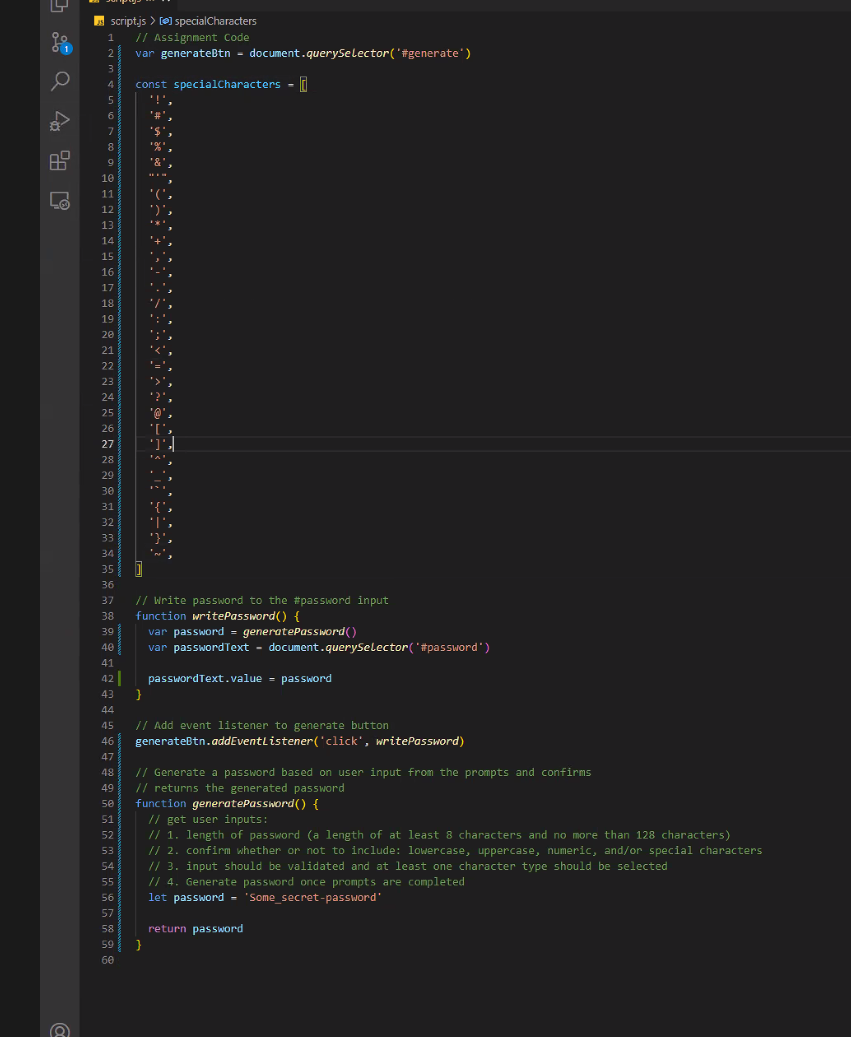 script.js
script.js > specialCharacters
1
1 // Assignment Code
2 var generateBtn = document.querySelector('#generate')
3
4 const specialCharacters = [
5 '!',
6 '#',
7 '$',
8 '%',
9 '&',
10 "'",
11 '(',
12 ')',
13 '*',
14 '+',
15 ',',
16 '-',
17 '.',
18 '/',
19 ':',
20 ';',
21 '<',
22 '=',
23 '>',
24 '?',
25 '@',
26 '[',
27 ']',
28 '^',
29 '_',
30 '`',
31 '{',
32 '|',
33 '}',
34 '~',
35 ]
36
37 // Write password to the #password input
38 function writePassword() {
39 var password = generatePassword()
40 var passwordText = document.querySelector('#password')
41
42 passwordText.value = password
43 }
44
45 // Add event listener to generate button
46 generateBtn.addEventListener('click', writePassword)
47
48 // Generate a password based on user input from the prompts and confirms
49 // returns the generated password
50 function generatePassword() {
51 // get user inputs:
52 // 1. length of password (a length of at least 8 characters and no more than 128 characters)
53 // 2. confirm whether or not to include: lowercase, uppercase, numeric, and/or special characters
54 // 3. input should be validated and at least one character type should be selected
55 // 4. Generate password once prompts are completed
56 let password = 'Some_secret-password'
57
58 return password
59 }
60